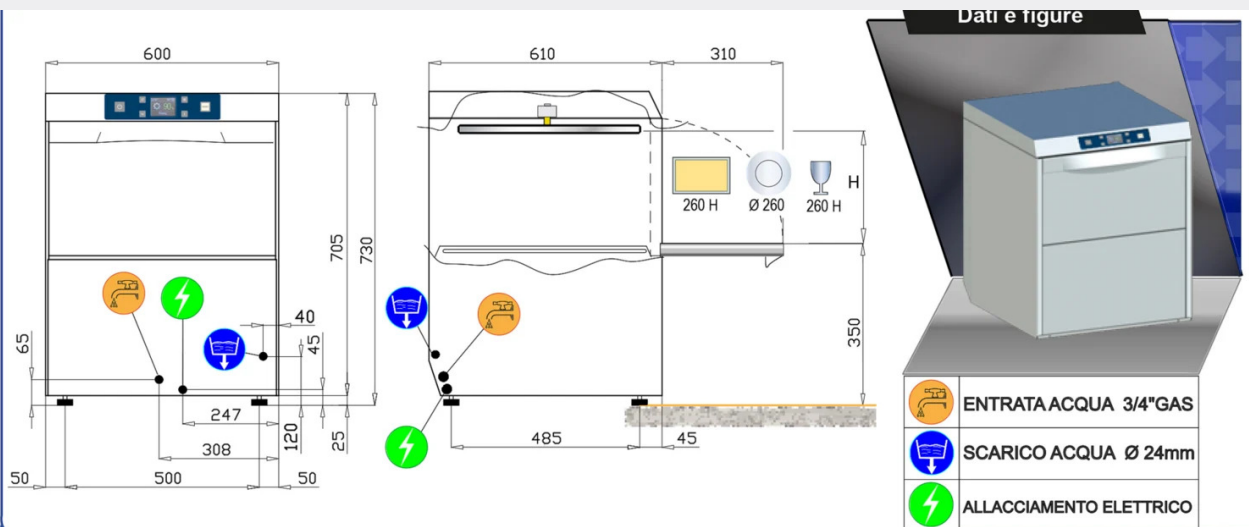 Dati e figure
600
610
310
705
730
H
260 H
Ø 260
260 H
350
65
40
45
247
308
120
25
50
500
50
485
45
ENTRATA ACQUA 3/4"GAS
SCARICO ACQUA Ø 24mm
ALLACCIAMENTO ELETTRICO